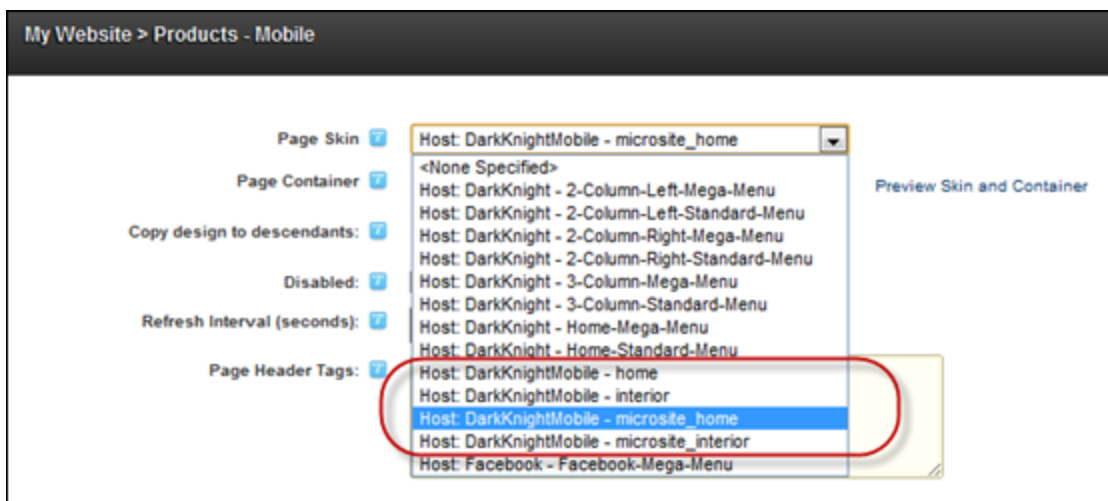 My Website > Products - Mobile
Page Skin
Host: DarkKnightMobile - microsite_home
<None Specified>
Page Container
Preview Skin and Container
Host: DarkKnight - 2-Column-Left-Mega-Menu
Host: DarkKnight - 2-Column-Left-Standard-Menu
Copy design to descendants:
Host: DarkKnight - 2-Column-Right-Mega-Menu
Host: DarkKnight - 2-Column-Right-Standard-Menu
Disabled:
Host: DarkKnight - 3-Column-Mega-Menu
Host: DarkKnight - 3-Column-Standard-Menu
Refresh Interval (seconds):
Host: DarkKnight - Home-Mega-Menu
Host: DarkKnight - Home-Standard-Menu
Page Header Tags:
Host: DarkKnightMobile - home
Host: DarkKnightMobile - interior
Host: DarkKnightMobile - microsite_home
Host: DarkKnightMobile - microsite_interior
Host: Facebook - Facebook-Mega-Menu